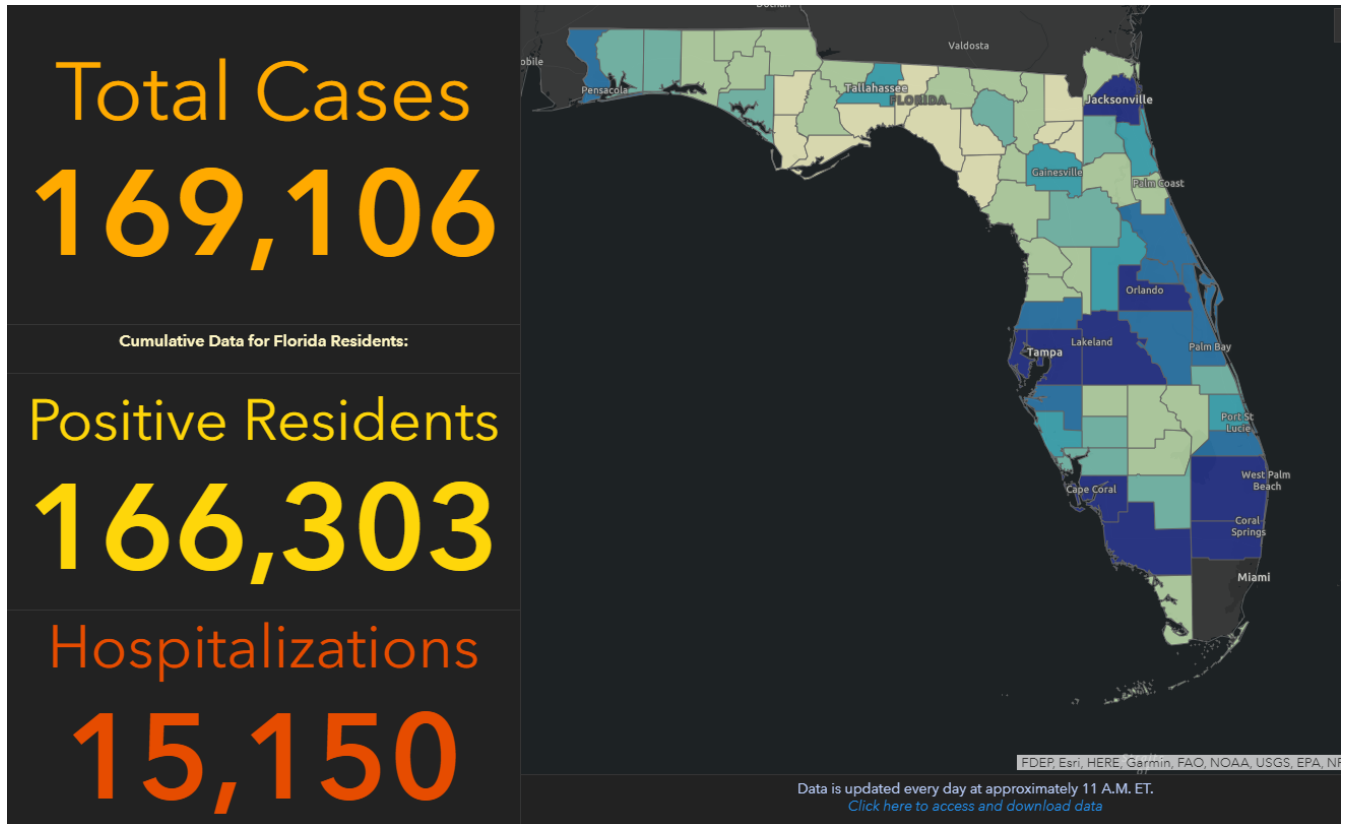 Total Cases
169,106
Cumulative Data for Florida Residents:
Positive Residents
166,303
Hospitalizations
15,150
Dothan
Valdosta
obile
Pensacola
Tallahassee
FLORIDA
Jacksonville
Gainesville
Palm Coast
Orlando
Lakeland
Tampa
Palm Bay
Port St
Lucie
Cape Coral
West Palm
Beach
Coral
Springs
Miami
FDEP, Esri, HERE, Garmin, FAO, NOAA, USGS, EPA, NP
Data is updated every day at approximately 11 A.M. ET.
Click here to access and download data